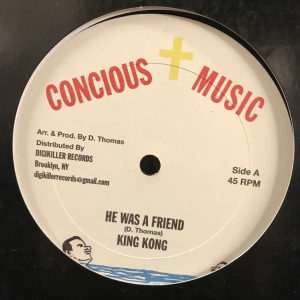 CONCIOUS MUSIC
Arr. & Prod. By D. Thomas
Distributed By
DIGIKILLER RECORDS
Brooklyn, NY
digikillerrecords@gmail.com
Side A
45 RPM
HE WAS A FRIEND
(D. Thomas)
KING KONG